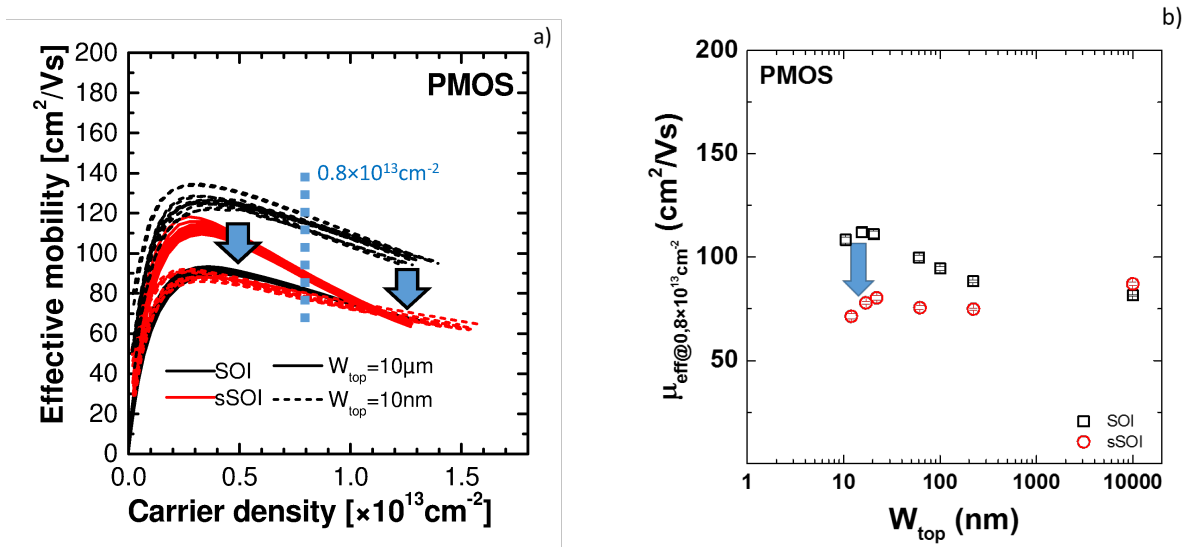 a)
Effective mobility [cm²/Vs]
200
180
160
140
120
100
80
60
40
20
0
PMOS
0.8×10¹³cm⁻²
SOI
sSOI
W_top=10µm
W_top=10nm
0.0 0.5 1.0 1.5
Carrier density [×10¹³cm⁻²]
b)
µ_eff@0,8×10¹³cm⁻² (cm²/Vs)
200
150
100
50
PMOS
SOI
sSOI
1 10 100 1000 10000
W_top (nm)